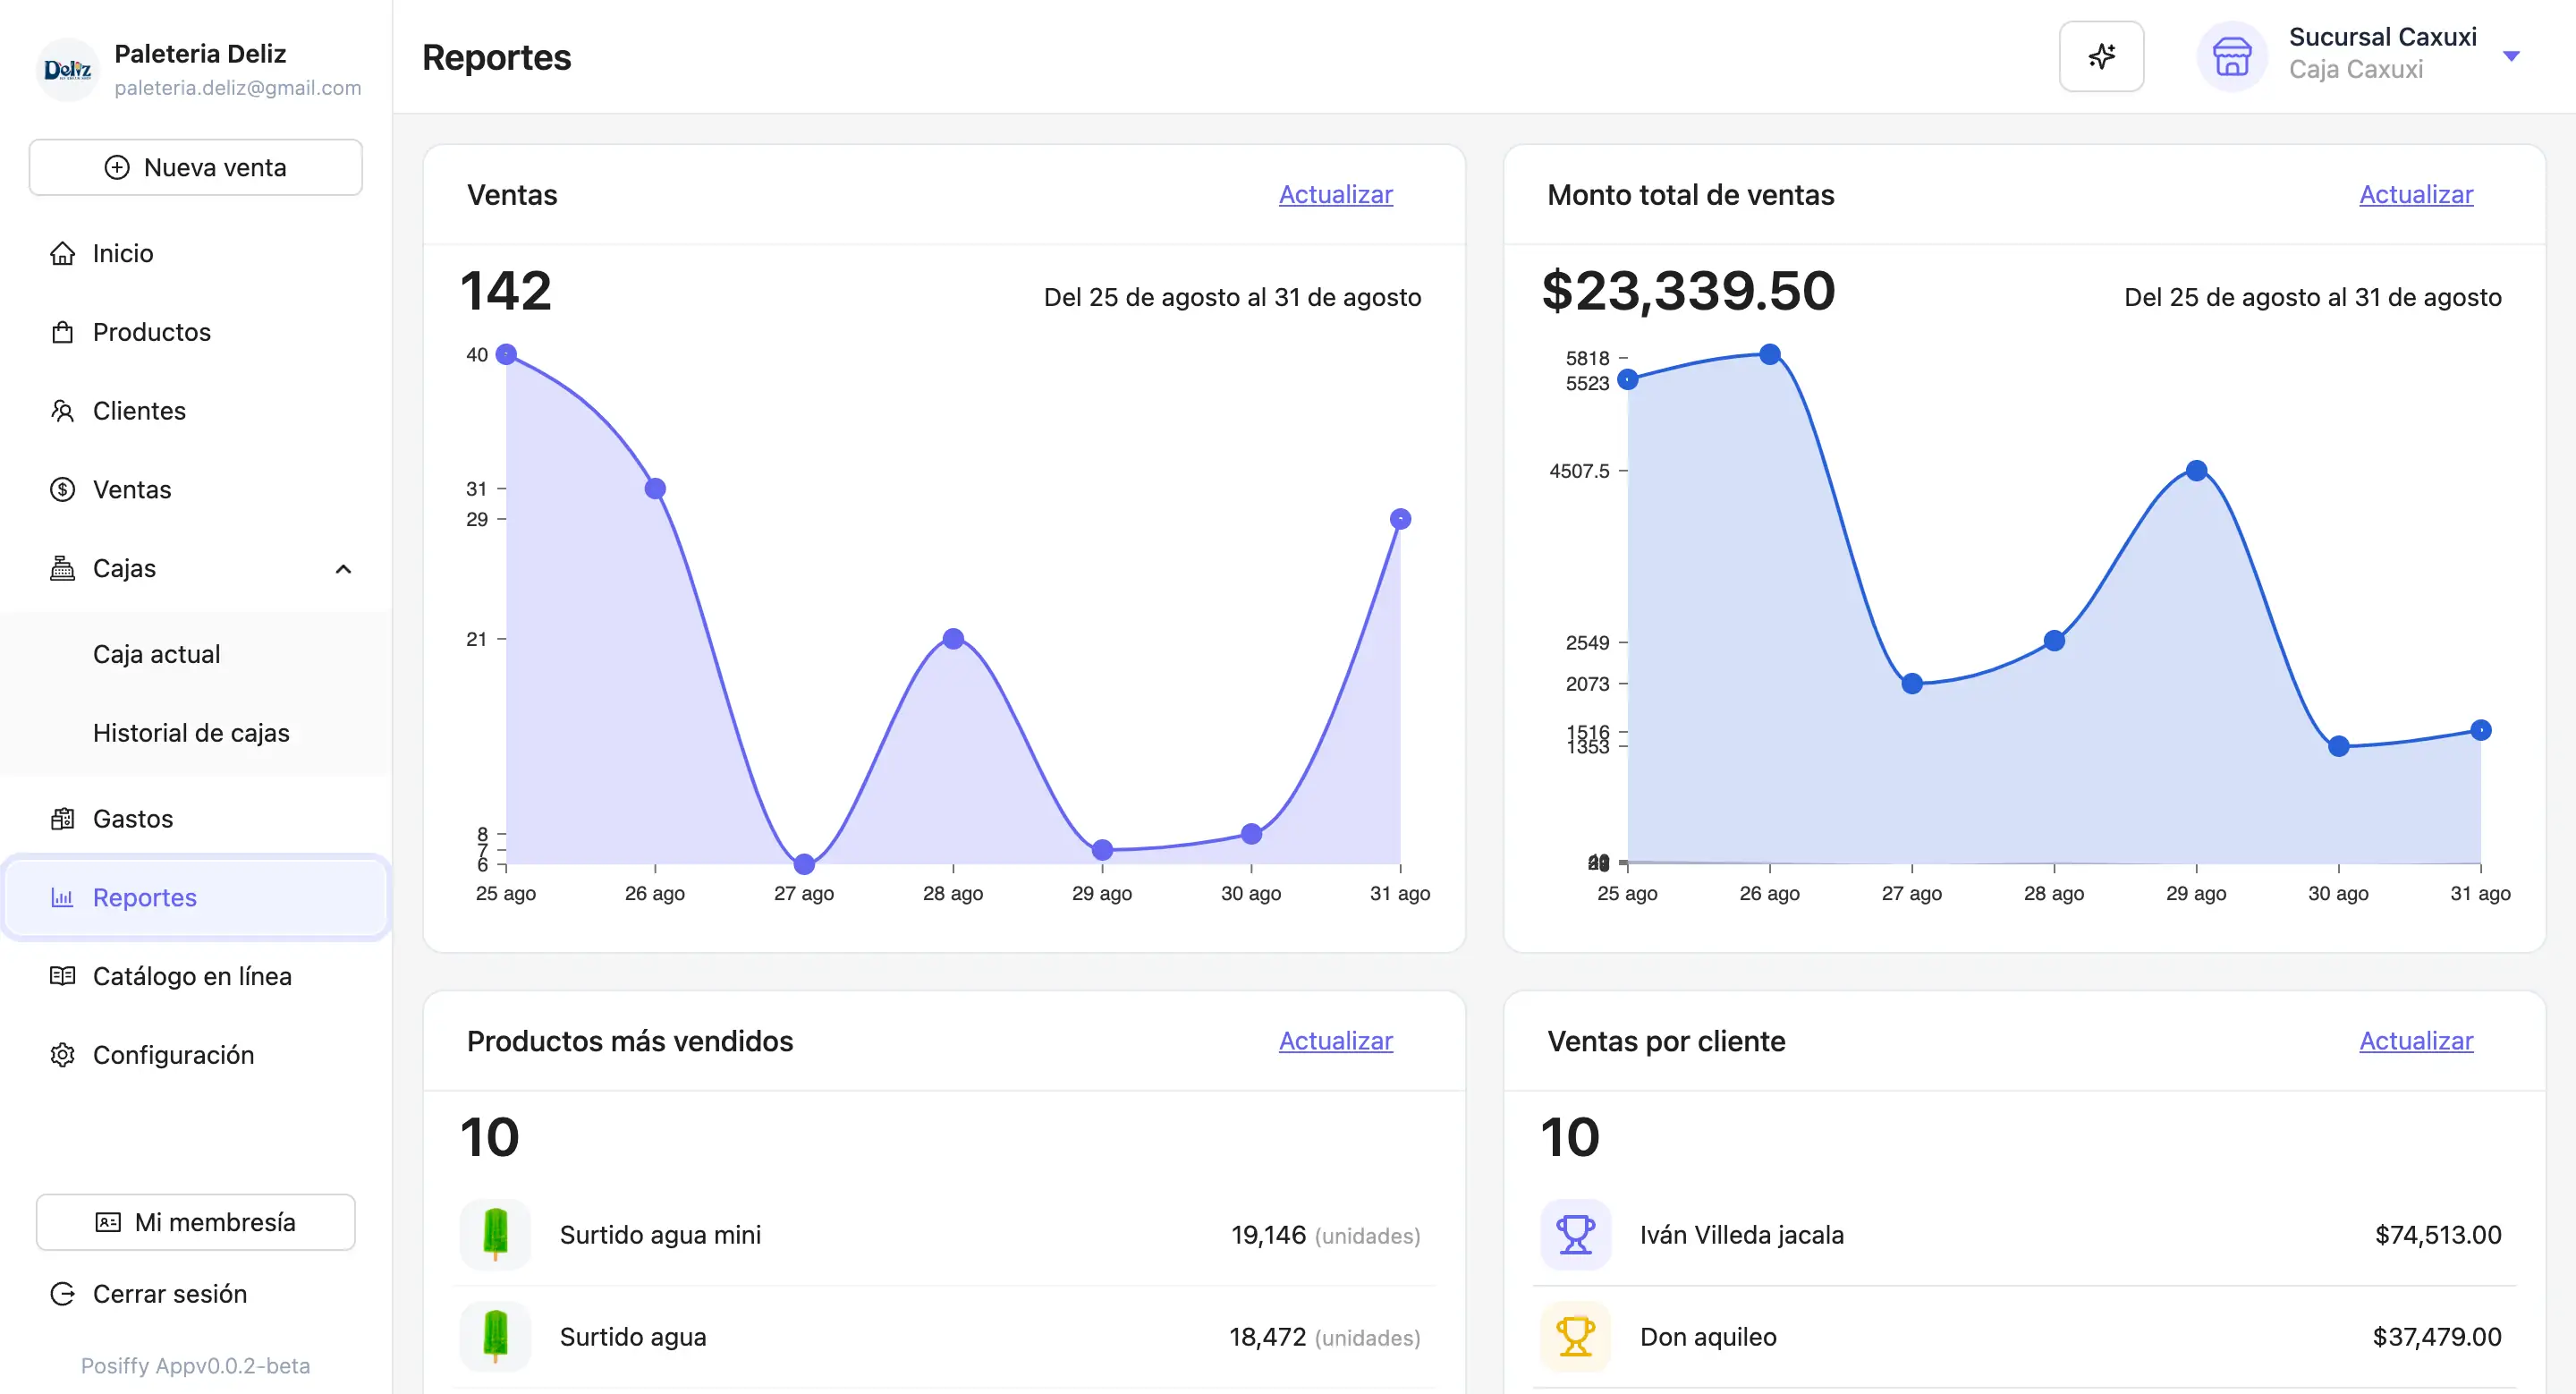 Deliz
Paleteria Deliz
paleteria.deliz@gmail.com
Nueva venta
Inicio
Productos
Clientes
Ventas
Cajas
Caja actual
Historial de cajas
Gastos
Reportes
Catálogo en línea
Configuración
Mi membresía
Cerrar sesión
Posiffy Appv0.0.2-beta
Reportes
Sucursal Caxuxi
Caja Caxuxi
Ventas
Actualizar
142
Del 25 de agosto al 31 de agosto
40
31
29
21
8
7
6
25 ago 26 ago 27 ago 28 ago 29 ago 30 ago 31 ago
Monto total de ventas
Actualizar
$23,339.50
Del 25 de agosto al 31 de agosto
5818
5523
4507.5
2549
2073
1516
1353
25 ago 26 ago 27 ago 28 ago 29 ago 30 ago 31 ago
Productos más vendidos
Actualizar
10
Surtido agua mini 19,146 (unidades)
Surtido agua 18,472 (unidades)
Ventas por cliente
Actualizar
10
Iván Villeda jacala $74,513.00
Don aquileo $37,479.00